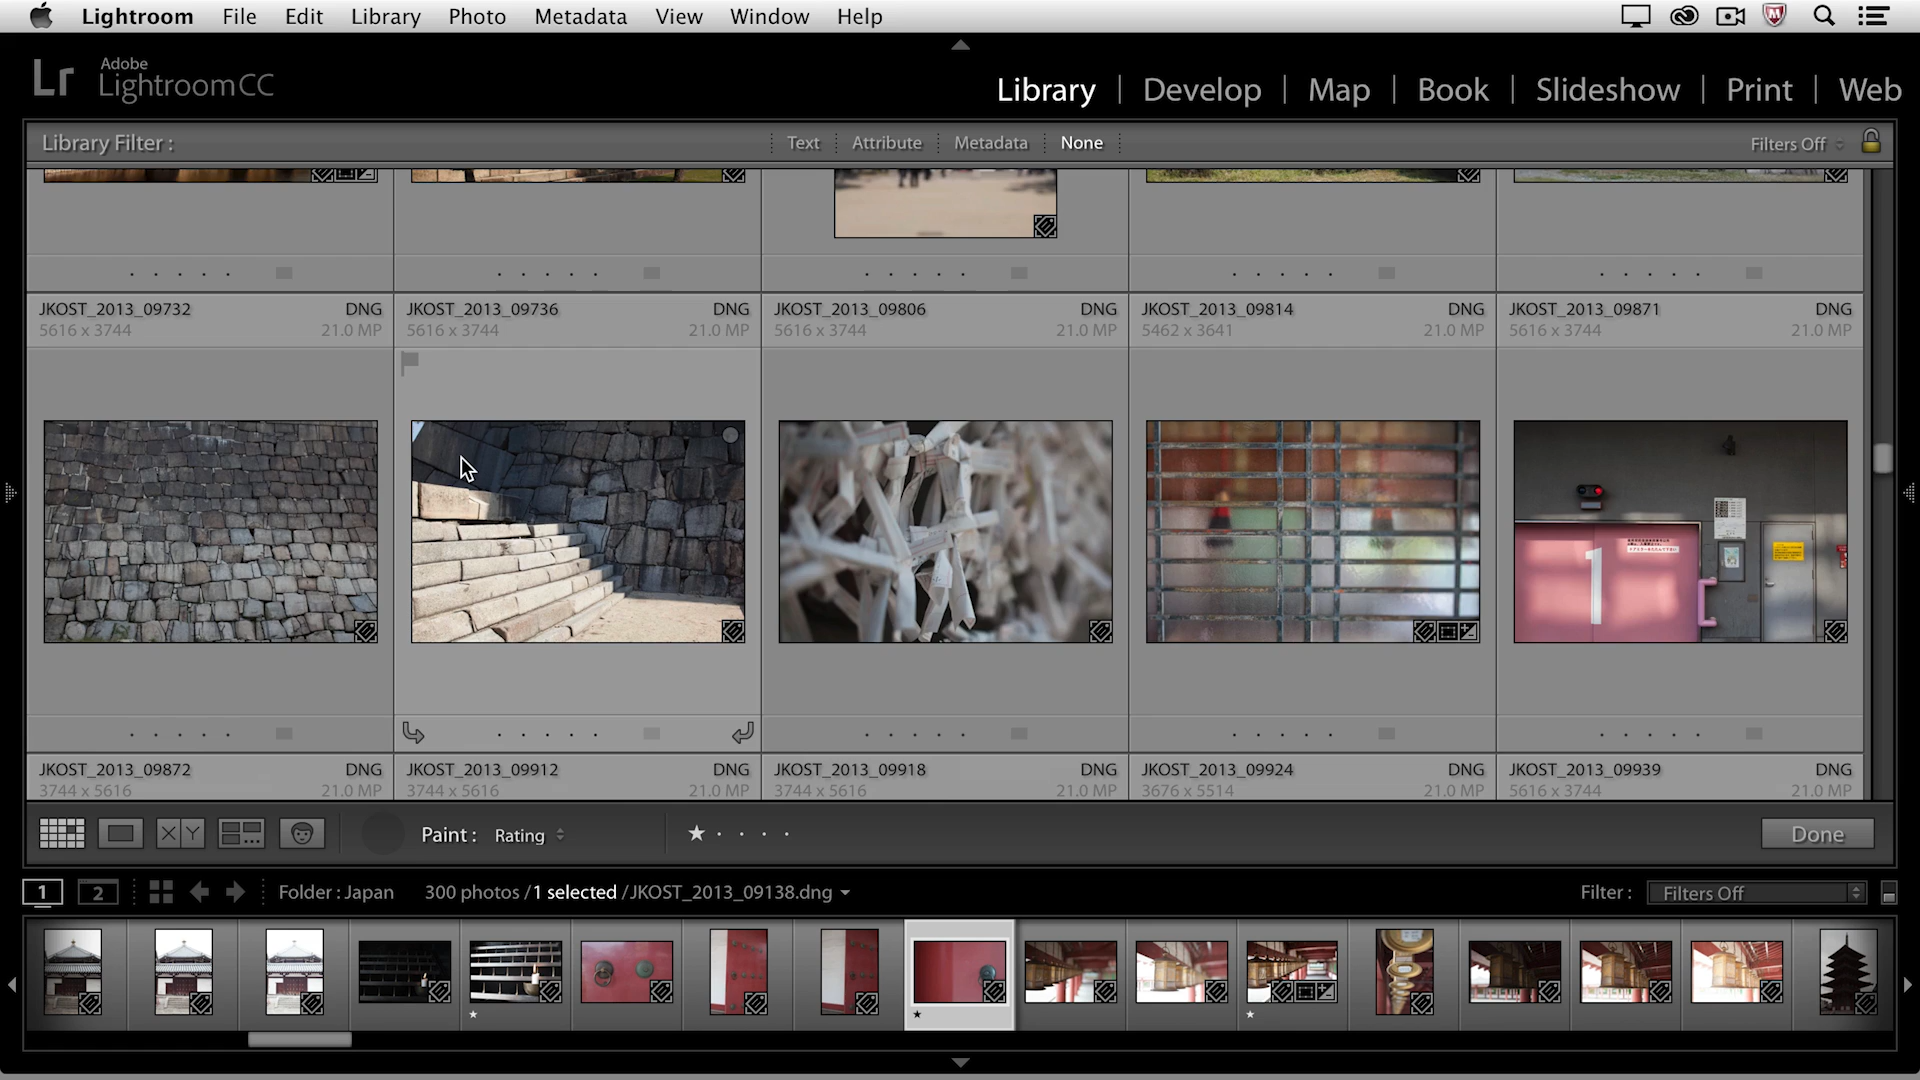 Lightroom File Edit Library Photo Metadata View Window Help
Lr Adobe
Lightroom CC
Library | Develop | Map | Book | Slideshow | Print | Web
Library Filter : Text Attribute Metadata None Filters Off
JKOST_2013_09732 DNG JKOST_2013_09736 DNG JKOST_2013_09806 DNG JKOST_2013_09814 DNG JKOST_2013_09871 DNG
5616 x 3744 21.0 MP 5616 x 3744 21.0 MP 5616 x 3744 21.0 MP 5462 x 3641 21.0 MP 5616 x 3744 21.0 MP
1
JKOST_2013_09872 DNG JKOST_2013_09912 DNG JKOST_2013_09918 DNG JKOST_2013_09924 DNG JKOST_2013_09939 DNG
3744 x 5616 21.0 MP 3744 x 5616 21.0 MP 3744 x 5616 21.0 MP 3676 x 5514 21.0 MP 5616 x 3744 21.0 MP
X Y Paint : Rating Done
1 2 Folder : Japan 300 photos / 1 selected / JKOST_2013_09138.dng Filter : Filters Off